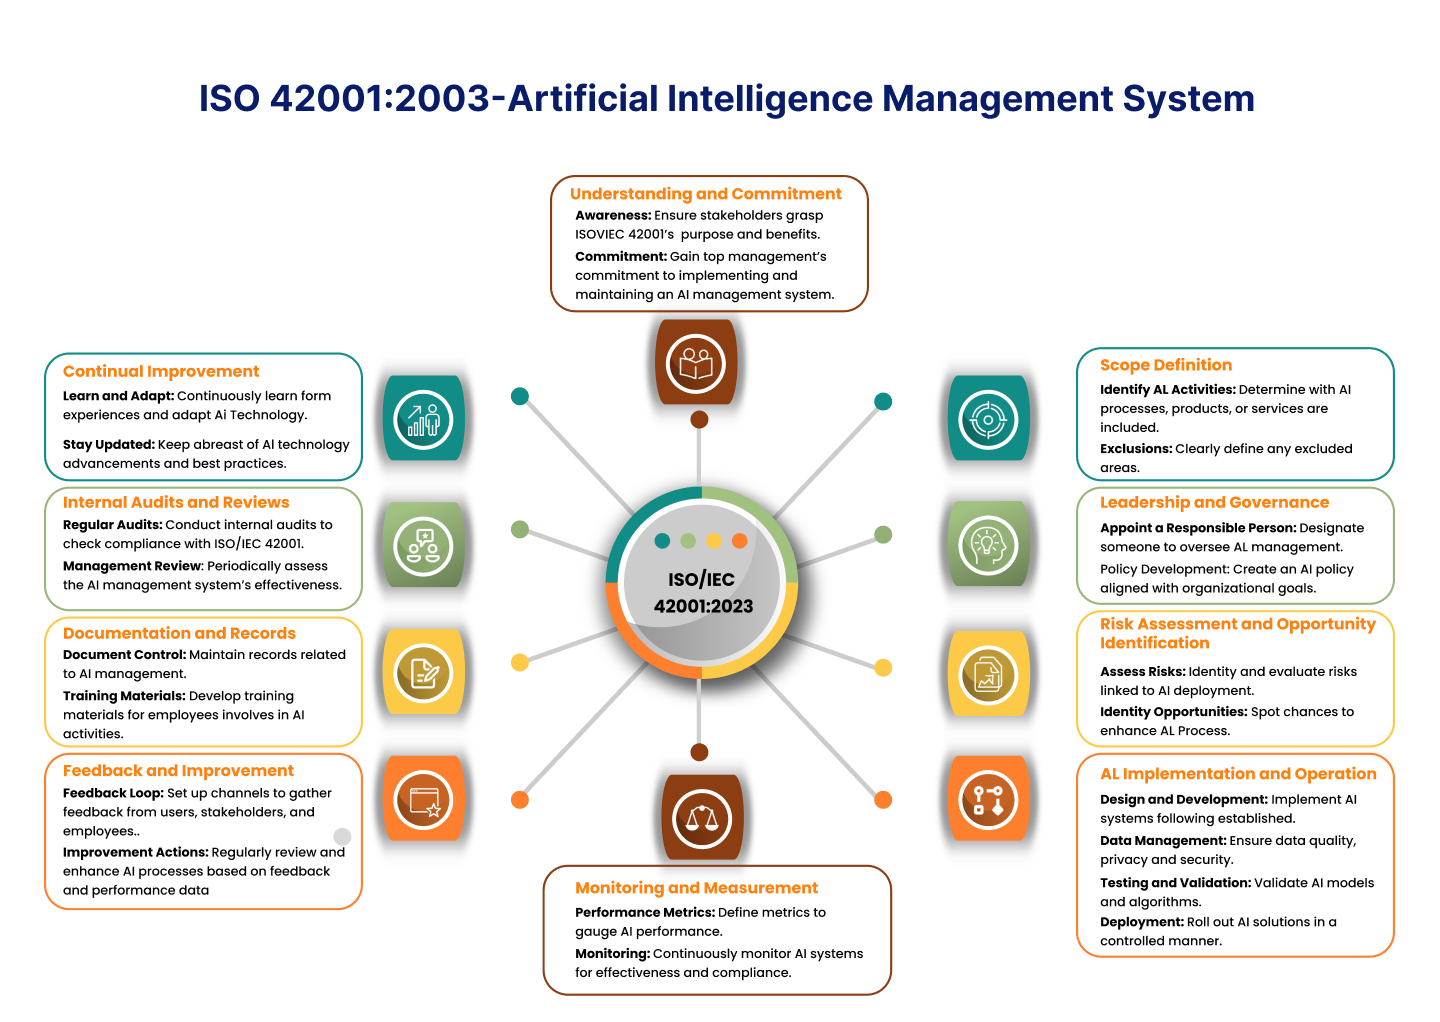 ISO 42001:2003-Artificial Intelligence Management System
Understanding and Commitment
Awareness: Ensure stakeholders grasp
ISOVIEC 42001's purpose and benefits.
Commitment: Gain top management's
commitment to implementing and
maintaining an AI management system.
Continual Improvement
Learn and Adapt: Continuously learn form
experiences and adapt Ai Technology.
Stay Updated: Keep abreast of AI technology
advancements and best practices.
Internal Audits and Reviews
Regular Audits: Conduct internal audits to
check compliance with ISO/IEC 42001.
Management Review: Periodically assess
the AI management system's effectiveness.
Documentation and Records
Document Control: Maintain records related
to AI management.
Training Materials: Develop training
materials for employees involves in AI
activities.
Feedback and Improvement
Feedback Loop: Set up channels to gather
feedback from users, stakeholders, and
employees..
Improvement Actions: Regularly review and
enhance AI processes based on feedback
and performance data
ISO/IEC
42001:2023
Scope Definition
Identify AL Activities: Determine with AI
processes, products, or services are
included.
Exclusions: Clearly define any excluded
areas.
Leadership and Governance
Appoint a Responsible Person: Designate
someone to oversee AL management.
Policy Development: Create an AI policy
aligned with organizational goals.
Risk Assessment and Opportunity
Identification
Assess Risks: Identity and evaluate risks
linked to AI deployment.
Identity Opportunities: Spot chances to
enhance AL Process.
AL Implementation and Operation
Design and Development: Implement AI
systems following established.
Data Management: Ensure data quality,
privacy and security.
Testing and Validation: Validate AI models
and algorithms.
Deployment: Roll out AI solutions in a
controlled manner.
Monitoring and Measurement
Performance Metrics: Define metrics to
gauge AI performance.
Monitoring: Continuously monitor AI systems
for effectiveness and compliance.